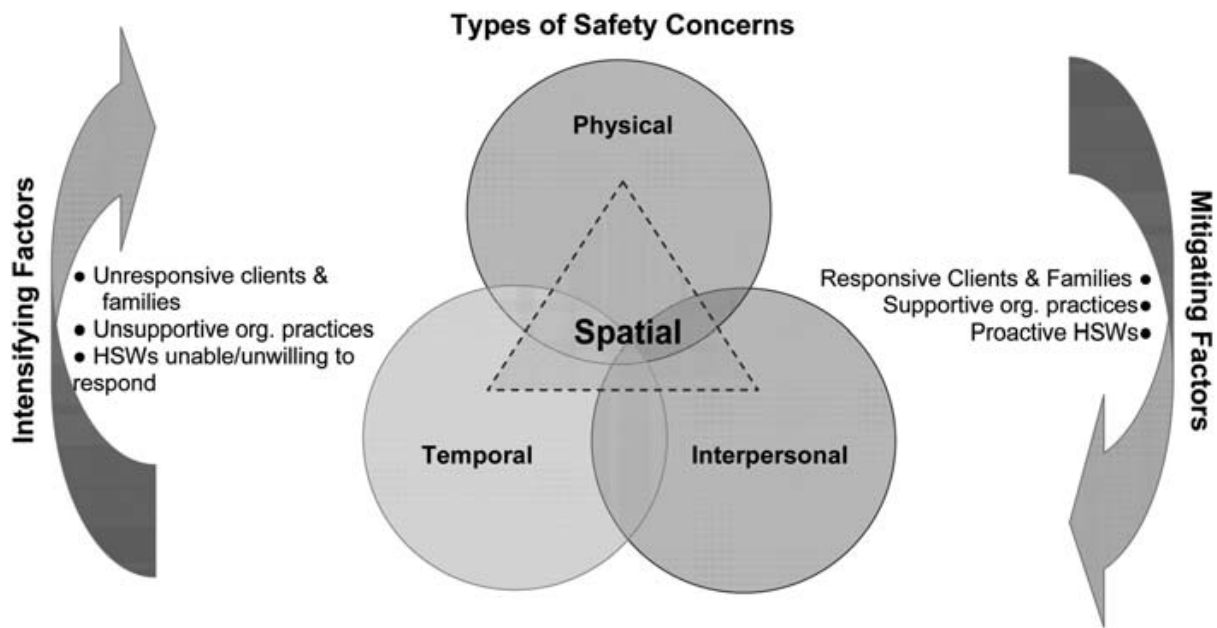 Types of Safety Concerns
Physical
Spatial
Temporal
Interpersonal
Intensifying Factors
● Unresponsive clients &
families
● Unsupportive org. practices
● HSWs unable/unwilling to
respond
Responsive Clients & Families ●
Supportive org. practices●
Proactive HSWs●
Mitigating Factors